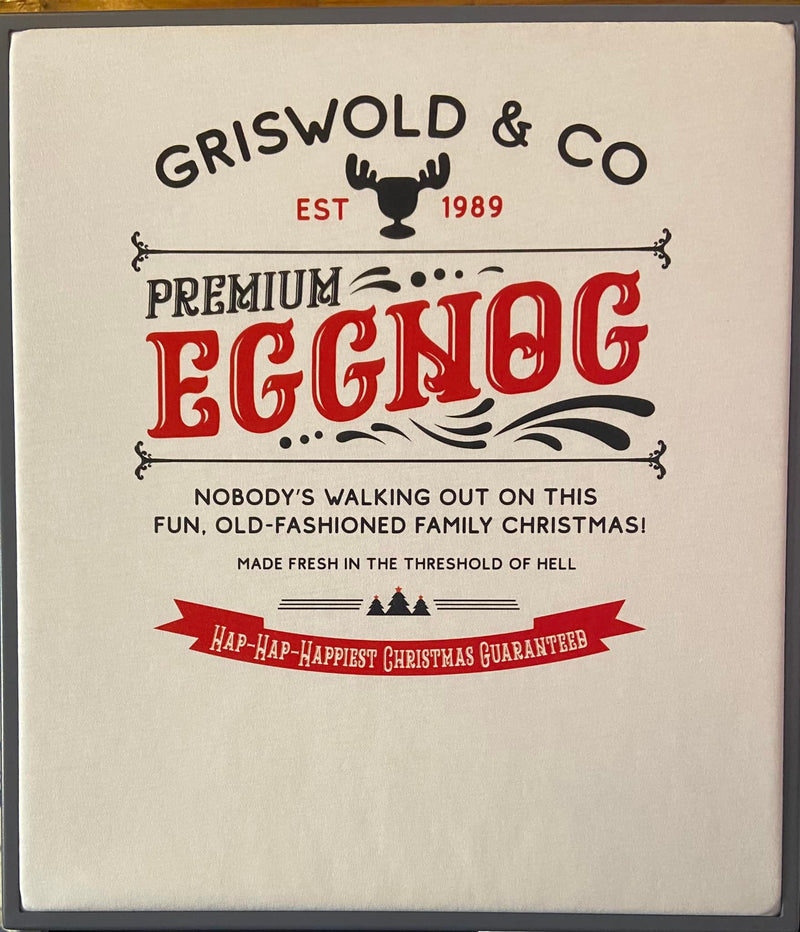 GRISWOLD & CO
EST 1989
PREMIUM
EGGNOG
NOBODY'S WALKING OUT ON THIS
FUN, OLD-FASHIONED FAMILY CHRISTMAS!
MADE FRESH IN THE THRESHOLD OF HELL
HAP-HAP-HAPPIEST CHRISTMAS GUARANTEED